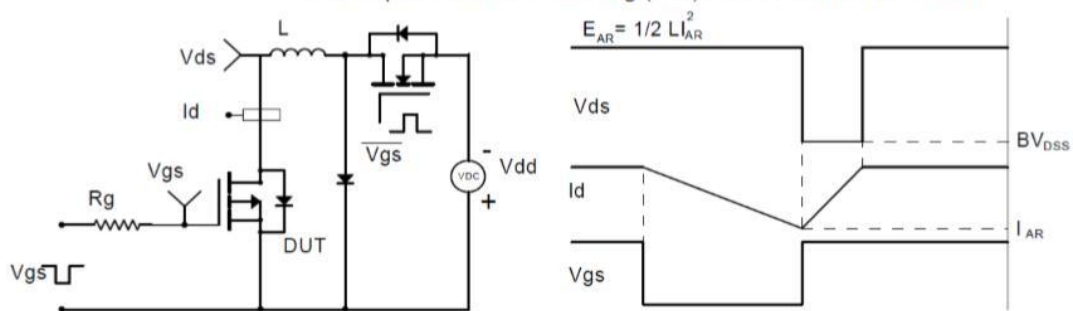 L
Vds
Id
Vgs
Vgs
Rg
DUT
Vgs
VDC
-
Vdd
+
E_AR = 1/2 LI_AR^2
Vds
BV_DSS
Id
I_AR
Vgs